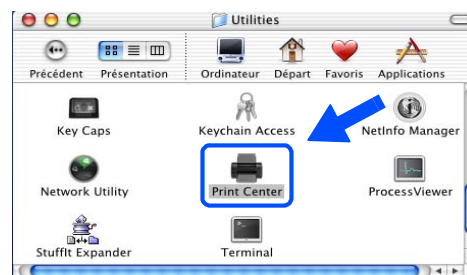 Utilities
Précédent Présentation Ordinateur Départ Favoris Applications
Key Caps Keychain Access NetInfo Manager
Network Utility Print Center ProcessViewer
StuffIt Expander Terminal